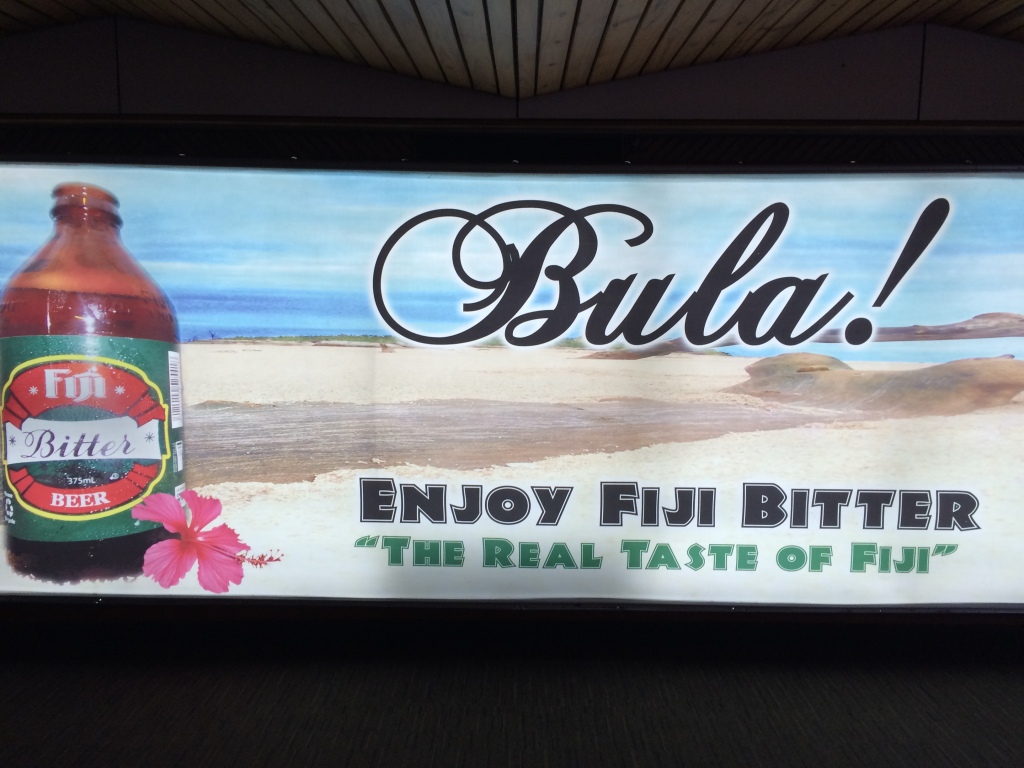 Bula!
Fiji
Bitter
375mL
BEER
ENJOY FIJI BITTER
“THE REAL TASTE OF FIJI”